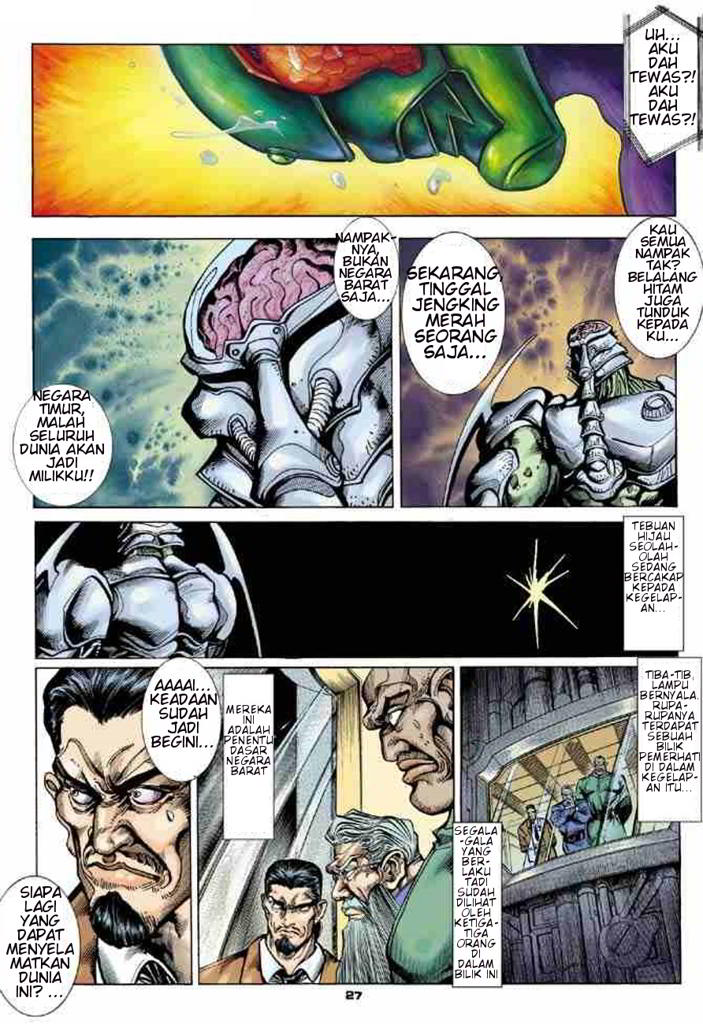 UH...
AKU
DAH
TEWAS?!
AKU
DAH
TEWAS?!
NAMPAK-
NYA,
BUKAN
NEGARA
BARAT
SAJA...
NEGARA
TIMUR,
MALAH
SELURUH
DUNIA AKAN
JADI
MILIKKU!!
SEKARANG,
TINGGAL
JENGKING
MERAH
SEORANG
SAJA...
KAU
SEMUA
NAMPAK
TAK?
BELALANG
HITAM
JUGA
TUNDUK
KEPADA
KU...
TEBUAN
HIJAU
SEOLAH-
OLAH
SEDANG
BERCAKAP
KEPADA
KEGELAP-
AN...
AAAAI...
KEADAAN
SUDAH
JADI
BEGINI...
SIAPA
LAGI
YANG
DAPAT
MENYELA
MATKAN
DUNIA
INI? ...
MEREKA
INI
ADALAH
PENENTU
DASAR
NEGARA
BARAT
TIBA-TIB,
LAMPU
BERNYALA.
RUPA-
RUPANYA
TERDAPAT
SEBUAH
BILIK
PEMERHATI
DI DALAM
KEGELAP-
AN ITU...
SEGALA-
-GALA
YANG
BER-
LAKU
TADI
SUDAH
DILIHAT
OLEH
KETIGA-
TIGA
ORANG
DI
DALAM
BILIK INI
27